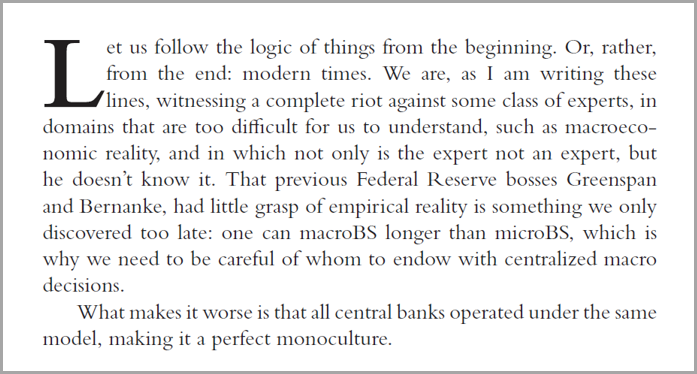 Let us follow the logic of things from the beginning. Or, rather,
from the end: modern times. We are, as I am writing these
lines, witnessing a complete riot against some class of experts, in
domains that are too difficult for us to understand, such as macroeco-
nomic reality, and in which not only is the expert not an expert, but
he doesn’t know it. That previous Federal Reserve bosses Greenspan
and Bernanke, had little grasp of empirical reality is something we only
discovered too late: one can macroBS longer than microBS, which is
why we need to be careful of whom to endow with centralized macro
decisions.
What makes it worse is that all central banks operated under the same
model, making it a perfect monoculture.